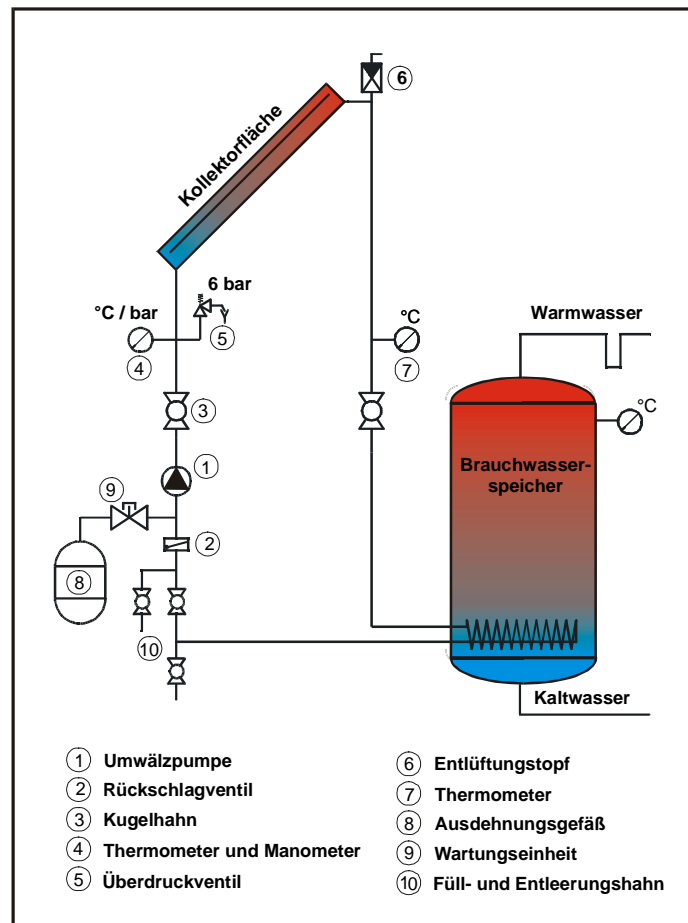 6
Kollektorfläche
6 bar
°C / bar
5
4
°C
7
Warmwasser
°C
3
Brauchwasser-
speicher
1
9
2
8
10
Kaltwasser
1 Umwälzpumpe
2 Rückschlagventil
3 Kugelhahn
4 Thermometer und Manometer
5 Überdruckventil
6 Entlüftungstopf
7 Thermometer
8 Ausdehnungsgefäß
9 Wartungseinheit
10 Füll- und Entleerungshahn